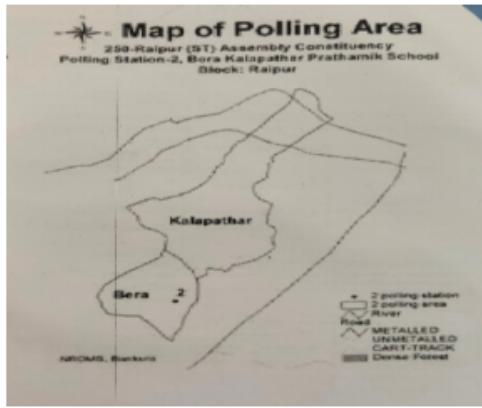 Map of Polling Area
250-Raipur (ST) Assembly Constituency
Polling Station-2, Bora Kalapathar Prathamik School
Block: Raipur
Kalapathar
Bera 2
2 polling station
2 polling area
River
Road
METALLED
UNMETALLED
CART-TRACK
Dense Forest
NRDMS, Bankura